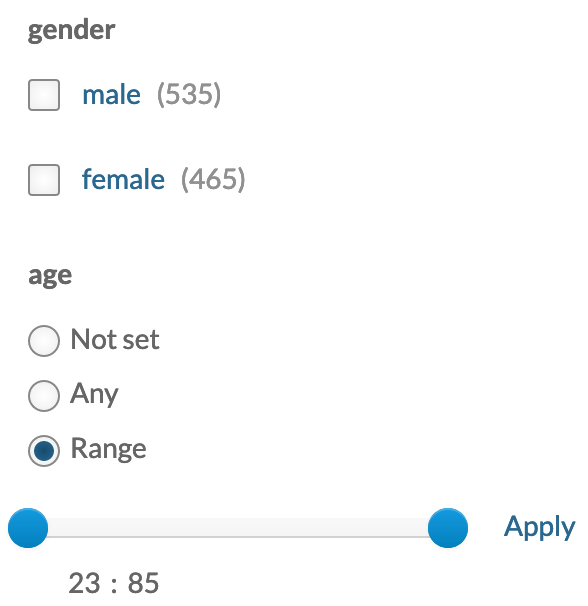 gender
male (535)
female (465)
age
Not set
Any
Range
Apply
23 : 85